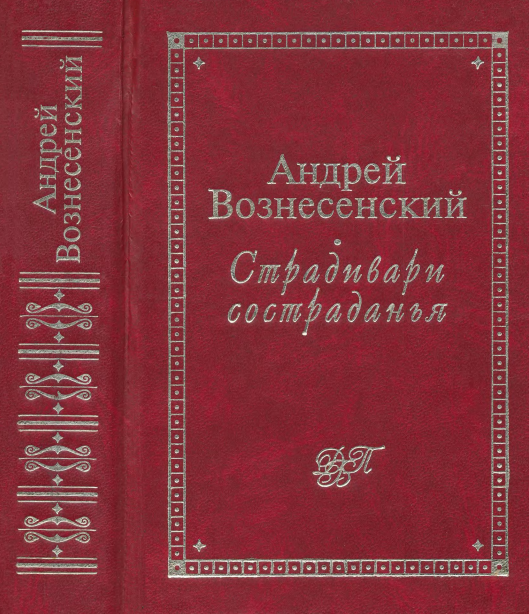 Андрей
Вознесенский
Андрей
Вознесенский
Страдивари
состраданья